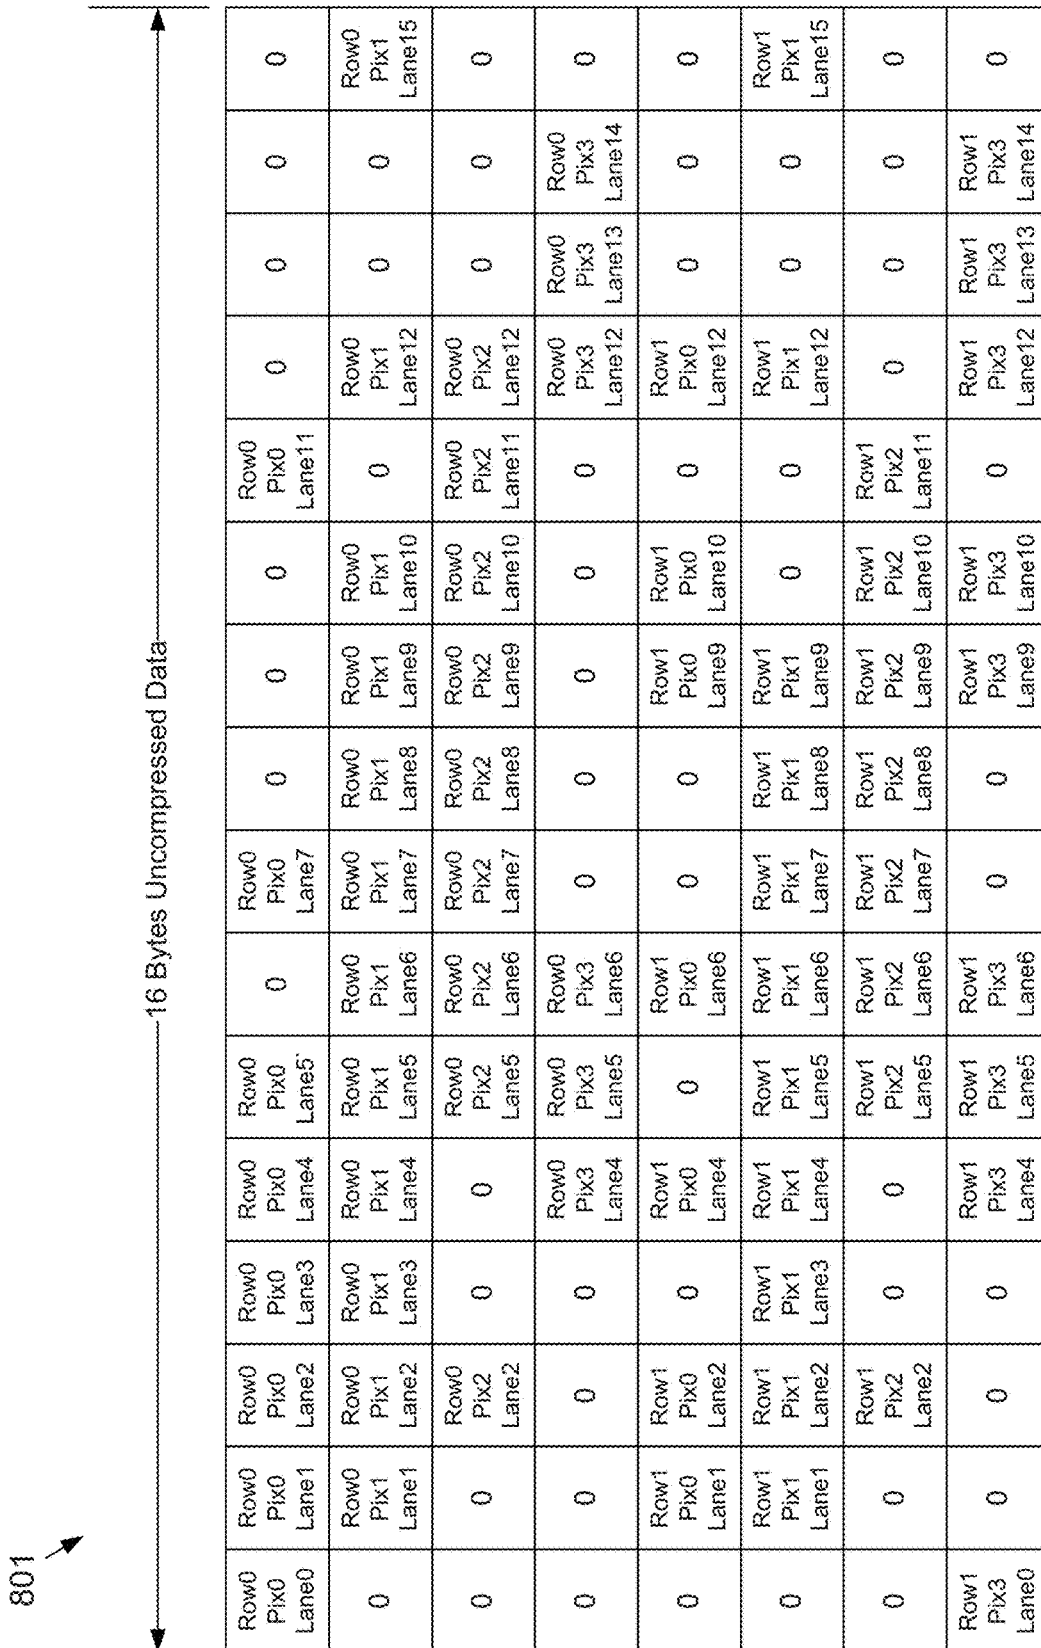 801
16 Bytes Uncompressed Data
Row0
Pix0
Lane0
Row0
Pix0
Lane1
Row0
Pix0
Lane2
Row0
Pix0
Lane3
Row0
Pix0
Lane4
Row0
Pix0
Lane5
0
Row0
Pix0
Lane7
0
0
0
Row0
Pix0
Lane11
0
0
0
0
0
Row0
Pix1
Lane1
Row0
Pix1
Lane2
Row0
Pix1
Lane3
Row0
Pix1
Lane4
Row0
Pix1
Lane5
Row0
Pix1
Lane6
Row0
Pix1
Lane7
Row0
Pix1
Lane8
Row0
Pix1
Lane9
Row0
Pix1
Lane10
0
Row0
Pix1
Lane12
0
0
Row0
Pix1
Lane15
0
0
Row0
Pix2
Lane2
0
0
Row0
Pix2
Lane5
Row0
Pix2
Lane6
Row0
Pix2
Lane7
Row0
Pix2
Lane8
Row0
Pix2
Lane9
Row0
Pix2
Lane10
Row0
Pix2
Lane11
Row0
Pix2
Lane12
0
0
0
0
0
0
0
Row0
Pix3
Lane4
Row0
Pix3
Lane5
Row0
Pix3
Lane6
0
0
0
0
0
Row0
Pix3
Lane12
Row0
Pix3
Lane13
Row0
Pix3
Lane14
0
0
Row1
Pix0
Lane1
Row1
Pix0
Lane2
0
Row1
Pix0
Lane4
0
Row1
Pix0
Lane6
0
0
Row1
Pix0
Lane9
Row1
Pix0
Lane10
0
Row1
Pix0
Lane12
0
0
0
0
Row1
Pix1
Lane1
Row1
Pix1
Lane2
Row1
Pix1
Lane3
Row1
Pix1
Lane4
Row1
Pix1
Lane5
Row1
Pix1
Lane6
Row1
Pix1
Lane7
Row1
Pix1
Lane8
Row1
Pix1
Lane9
0
0
Row1
Pix1
Lane12
0
0
Row1
Pix1
Lane15
0
0
Row1
Pix2
Lane2
0
0
Row1
Pix2
Lane5
Row1
Pix2
Lane6
Row1
Pix2
Lane7
Row1
Pix2
Lane8
Row1
Pix2
Lane9
Row1
Pix2
Lane10
Row1
Pix2
Lane11
0
0
0
0
Row1
Pix3
Lane0
0
0
0
Row1
Pix3
Lane4
Row1
Pix3
Lane5
Row1
Pix3
Lane6
0
0
Row1
Pix3
Lane9
Row1
Pix3
Lane10
0
Row1
Pix3
Lane12
Row1
Pix3
Lane13
Row1
Pix3
Lane14
0